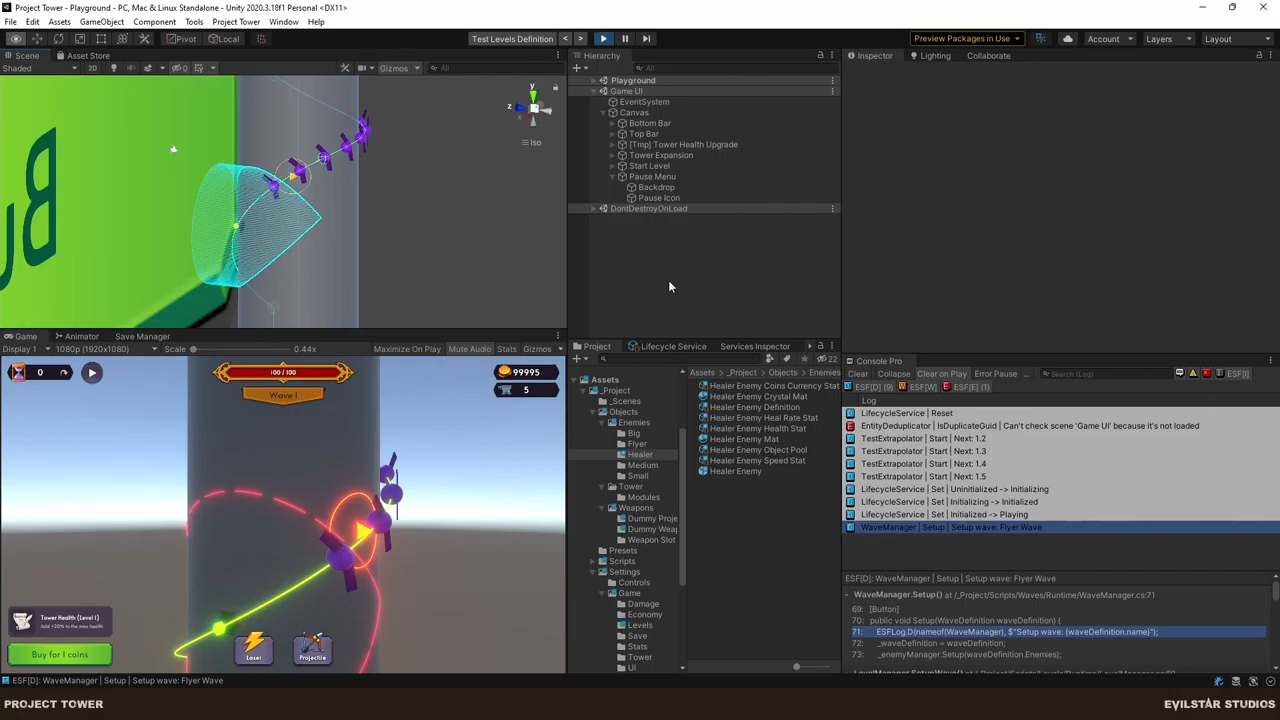 Project Tower - Playground - PC, Mac & Linux Standalone - Unity 2020.3.18f1 Personal <DX11>
File Edit Assets GameObject Component Tools Project Tower Window Help
Pivot Local Test Levels Definition Preview Packages in Use Account Layers Layout
Scene Asset Store
Shaded 2D 0 Gizmos All
y
z
x
Iso
Hierarchy
All
Playground
Game UI
EventSystem
Canvas
Bottom Bar
Top Bar
[Tmp] Tower Health Upgrade
Tower Expansion
Start Level
Pause Menu
Backdrop
Pause Icon
DontDestroyOnLoad
Inspector Lighting Collaborate
Game Animator Save Manager
Display 1 1080p (1920x1080) Scale 0.44x Maximize On Play Mute Audio Stats Gizmos
0
100 / 100
Wave 1
99995
5
Tower Health (Level 1)
Add +20% to the max health
Buy for 1 coins
Laser
Projectile
Project Lifecycle Service Services Inspector
22
Assets
_Project
_Scenes
Objects
Enemies
Big
Flyer
Healer
Medium
Small
Tower
Modules
Weapons
Dummy Proje
Dummy Weap
Weapon Slot
Presets
Scripts
Settings
Controls
Game
Damage
Economy
Levels
Save
Stats
Tower
UI
Assets > _Project > Objects > Enemies
Healer Enemy Coins Currency Stat
Healer Enemy Crystal Mat
Healer Enemy Definition
Healer Enemy Heal Rate Stat
Healer Enemy Health Stat
Healer Enemy Mat
Healer Enemy Object Pool
Healer Enemy Speed Stat
Healer Enemy
Console Pro
Clear Collapse Clear on Play Error Pause Search (Log) ESF[I]
ESF[D] (9) ESF[W] ESF[E] (1)
Log
LifecycleService | Reset
EntityDeduplicator | IsDuplicateGuid | Can't check scene 'Game UI' because it's not loaded
TestExtrapolator | Start | Next: 1.2
TestExtrapolator | Start | Next: 1.3
TestExtrapolator | Start | Next: 1.4
TestExtrapolator | Start | Next: 1.5
LifecycleService | Set | Uninitialized -> Initializing
LifecycleService | Set | Initializing -> Initialized
LifecycleService | Set | Initialized -> Playing
WaveManager | Setup | Setup wave: Flyer Wave
ESF[D]: WaveManager | Setup | Setup wave: Flyer Wave
WaveManager.Setup() at /_Project/Scripts/Waves/Runtime/WaveManager.cs:71
69: [Button]
70: public void Setup(WaveDefinition waveDefinition) {
71: ESFLog.D(nameof(WaveManager), $"Setup wave: {waveDefinition.name}");
72: _waveDefinition = waveDefinition;
73: _enemyManager.Setup(waveDefinition.Enemies);
ESF[D]: WaveManager | Setup | Setup wave: Flyer Wave
PROJECT TOWER
EVILSTAR STUDIOS